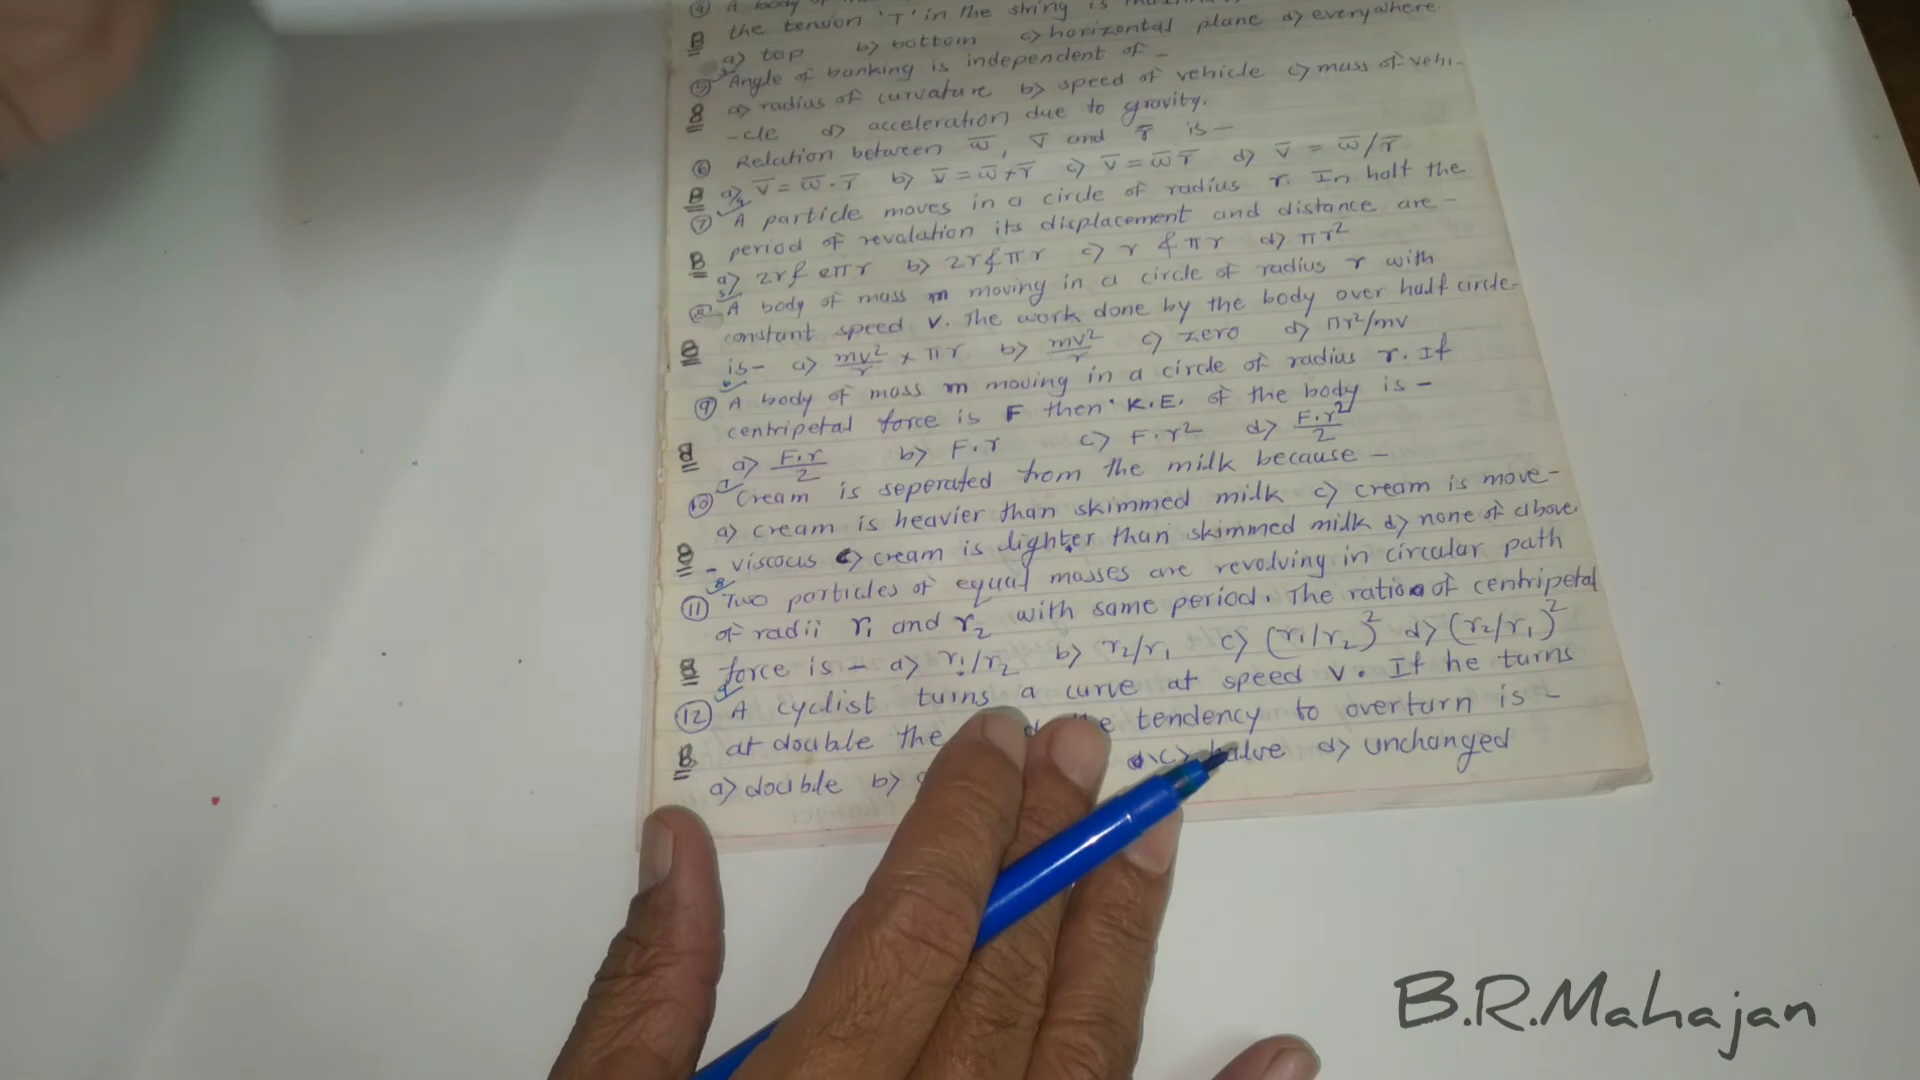 ④ A body of
the tension 'T' in the string is
B a) top b) bottom c) horizontal plane d) everywhere.
⑤ Angle of banking is independent of -
B a) radius of curvature b) speed of vehicle c) mass of vehi-
-cle d) acceleration due to gravity.
⑥ Relation between ω̅, v̅ and r̅ is -
B a) v̅ = ω̅ · r̅ b) v̅ = ω̅ × r̅ c) v̅ = ω̅ r̅ d) v̅ = ω̅/r̅
⑦ A particle moves in a circle of radius r. In half the
period of revolution its displacement and distance are -
B a) 2r & 2πr b) 2r & πr c) r & πr d) πr²
⑧ A body of mass m moving in a circle of radius r with
constant speed v. The work done by the body over half circle-
B is - a) mv²/r × πr b) mv²/r c) zero d) πr²/mv
⑨ A body of mass m moving in a circle of radius r. If
centripetal force is F then K.E. of the body is -
B a) F.r/2 b) F.r c) F.r² d) F.r²/2
⑩ Cream is seperated from the milk because -
a) cream is heavier than skimmed milk c) cream is move-
B - viscous c) cream is lighter than skimmed milk d) none of above.
⑪ Two particles of equal masses are revolving in circular path
of radii r₁ and r₂ with same period. The ratio of centripetal
B force is - a) r₁/r₂ b) r₂/r₁ c) (r₁/r₂)² d) (r₂/r₁)²
⑫ A cyclist turns a curve at speed v. If he turns
at double the tendency to overturn is -
B a) double b) c) halve d) unchanged
B.R.Mahajan